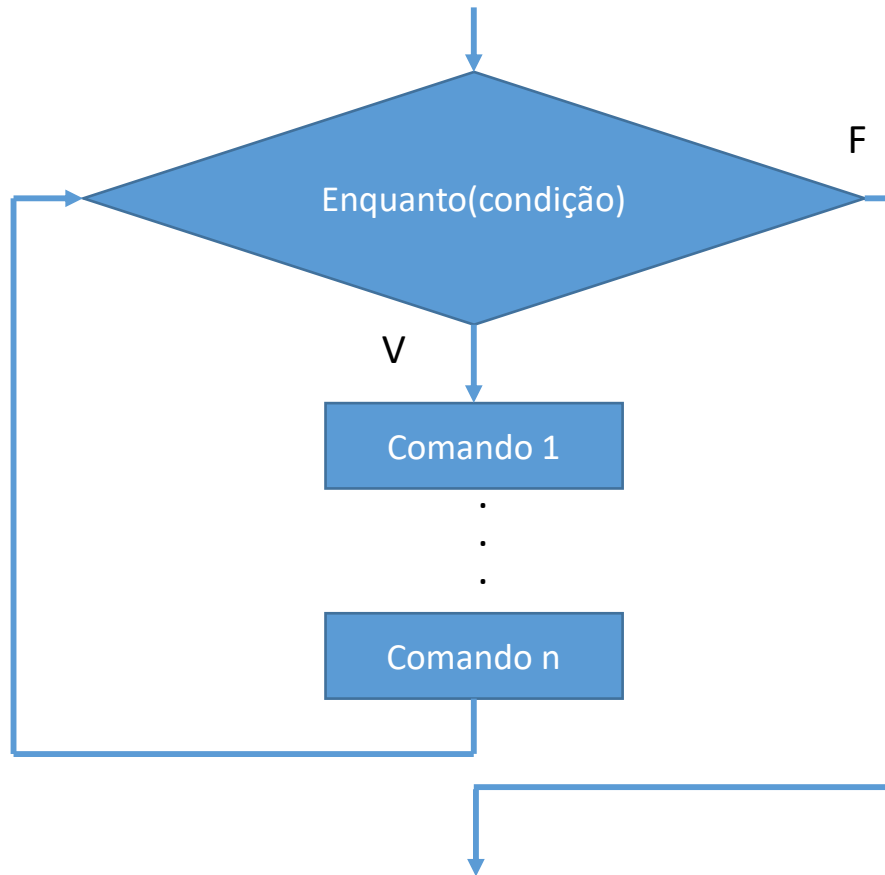 F
Enquanto(condição)
V
Comando 1
.
.
.
Comando n